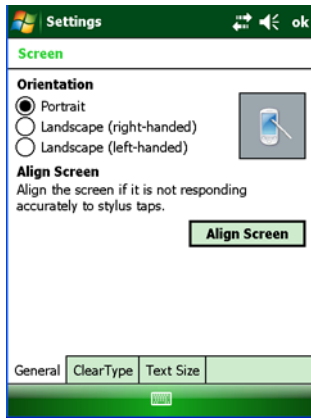 Settings ok
Screen
Orientation
Portrait
Landscape (right-handed)
Landscape (left-handed)
Align Screen
Align the screen if it is not responding
accurately to stylus taps.
Align Screen
General ClearType Text Size